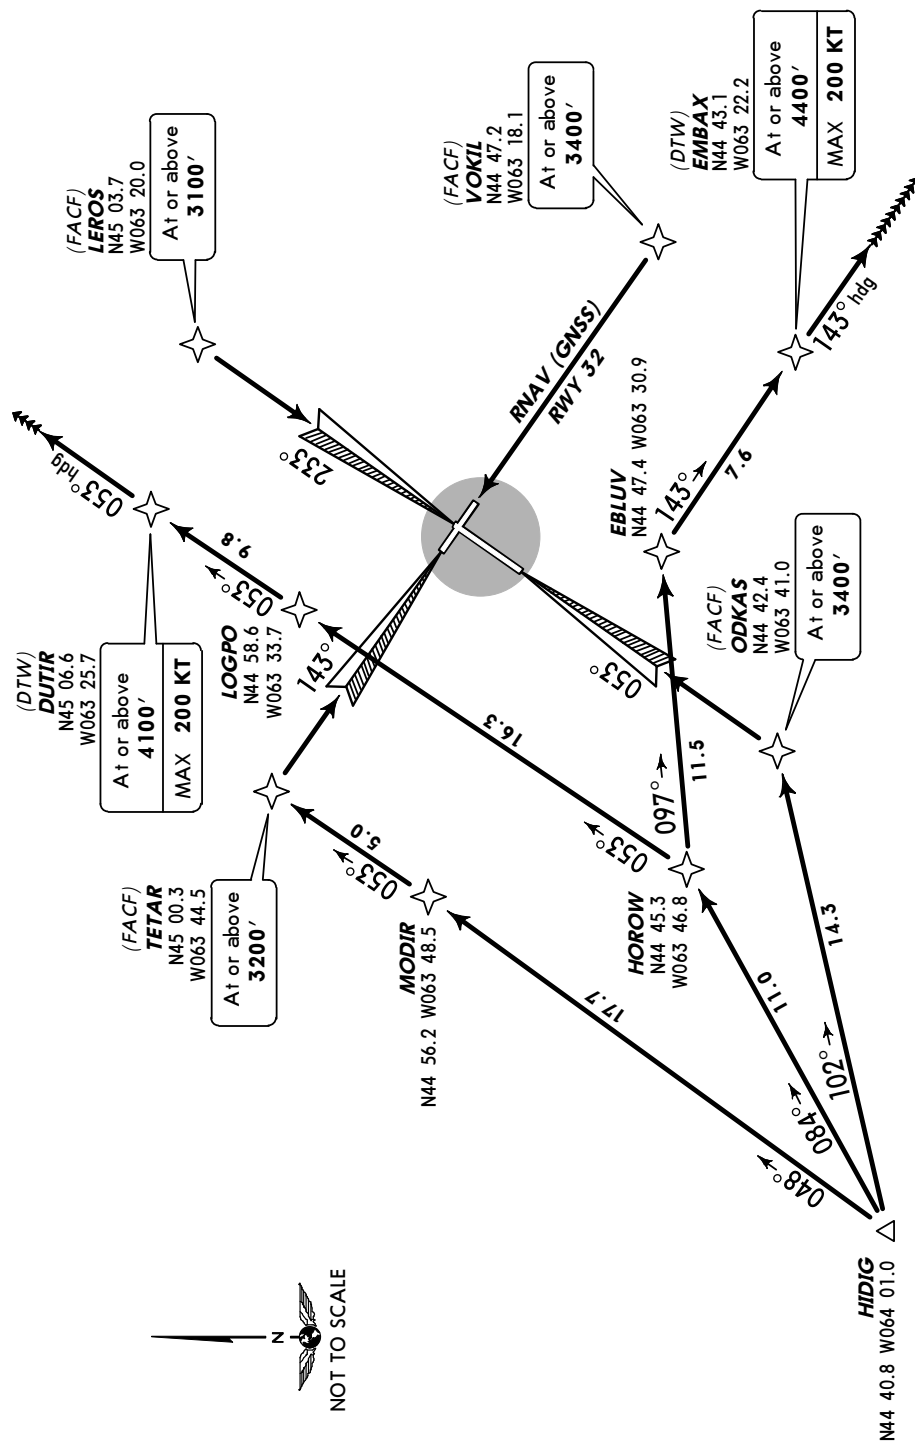 (FACF)
LEROS
N45 03.7
W063 20.0
At or above
3100′
(DTW)
DUTIR
N45 06.6
W063 25.7
At or above
4100′
MAX 200 KT
053° hdg
9.8
053°
LOGPO
N44 58.6
W063 33.7
233°
143°
(FACF)
TETAR
N45 00.3
W063 44.5
At or above
3200′
5.0
053°
MODIR
N44 56.2 W063 48.5
16.3
053°
(FACF)
VOKIL
N44 47.2
W063 18.1
At or above
3400′
RNAV (GNSS)
RWY 32
EBLUV
N44 47.4 W063 30.9
143°
7.6
(DTW)
EMBAX
N44 43.1
W063 22.2
At or above
4400′
MAX 200 KT
143° hdg
053°
(FACF)
ODKAS
N44 42.4
W063 41.0
At or above
3400′
097°
11.5
HOROW
N44 45.3
W063 46.8
17.7
11.0
14.3
048°
084°
102°
HIDIG
N44 40.8 W064 01.0
N
NOT TO SCALE